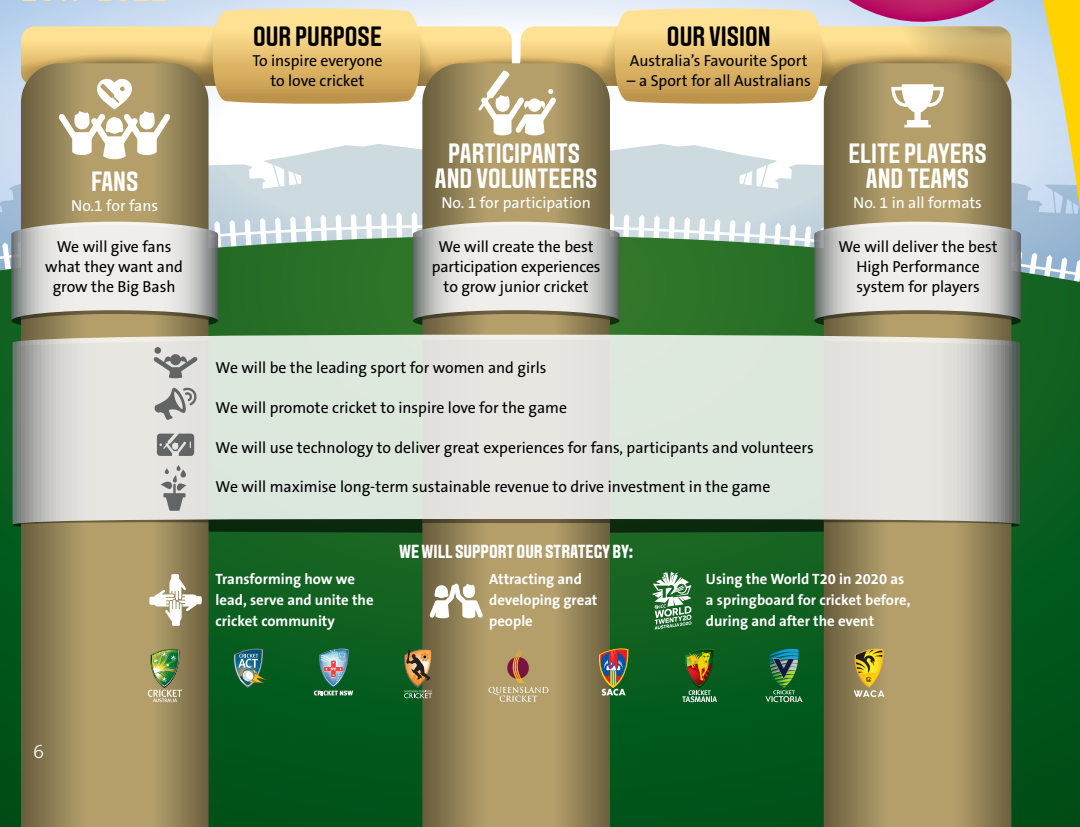 OUR PURPOSE
To inspire everyone
to love cricket
OUR VISION
Australia's Favourite Sport
– a Sport for all Australians
FANS
No.1 for fans
We will give fans
what they want and
grow the Big Bash
PARTICIPANTS
AND VOLUNTEERS
No. 1 for participation
We will create the best
participation experiences
to grow junior cricket
ELITE PLAYERS
AND TEAMS
No. 1 in all formats
We will deliver the best
High Performance
system for players
We will be the leading sport for women and girls
We will promote cricket to inspire love for the game
We will use technology to deliver great experiences for fans, participants and volunteers
We will maximise long-term sustainable revenue to drive investment in the game
WE WILL SUPPORT OUR STRATEGY BY:
Transforming how we
lead, serve and unite the
cricket community
Attracting and
developing great
people
T20
ICC
WORLD
TWENTY20
AUSTRALIA 2020
Using the World T20 in 2020 as
a springboard for cricket before,
during and after the event
CRICKET
AUSTRALIA
CRICKET
ACT
CRICKET NSW
CRICKET
QUEENSLAND
CRICKET
SACA
CRICKET
TASMANIA
CRICKET
VICTORIA
WACA
6